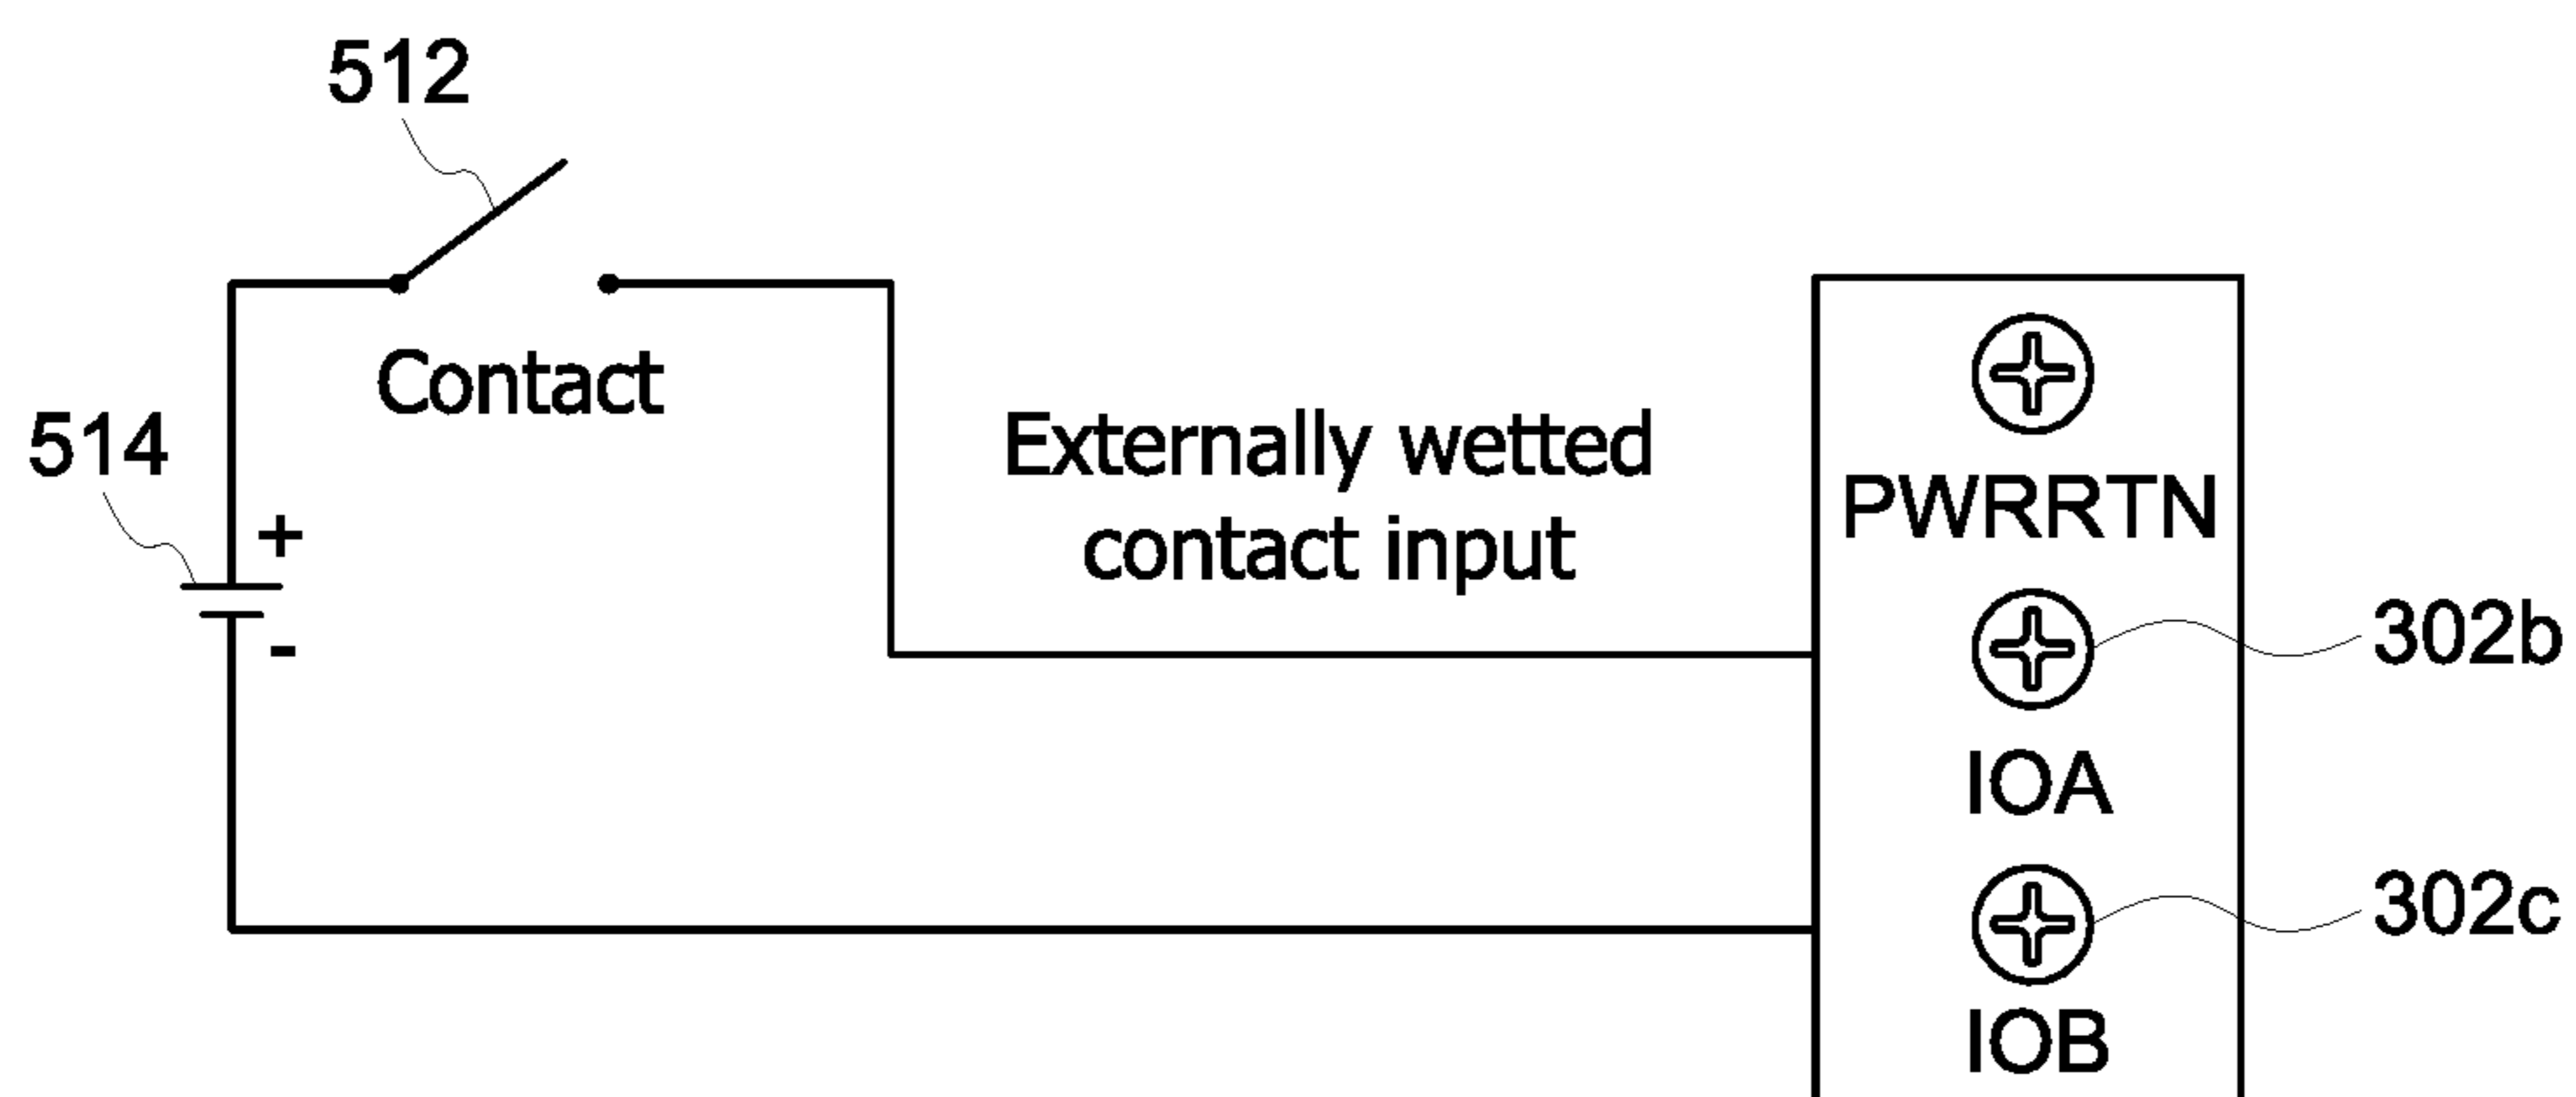 512
Contact
514
+
-
Externally wetted
contact input
PWRRTN
302b
IOA
302c
IOB